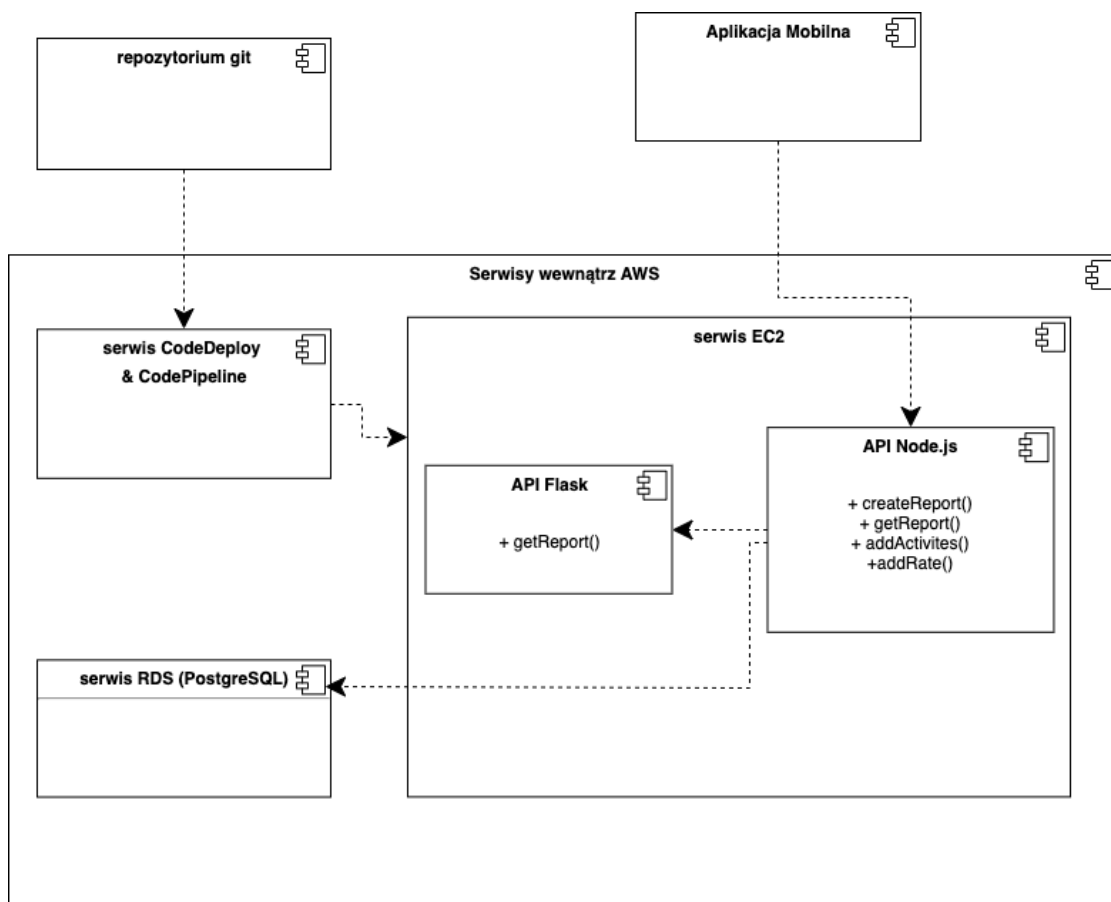 repozytorium git
Aplikacja Mobilna
Serwisy wewnątrz AWS
serwis CodeDeploy
& CodePipeline
serwis EC2
API Flask
+ getReport()
API Node.js
+ createReport()
+ getReport()
+ addActivites()
+addRate()
serwis RDS (PostgreSQL)